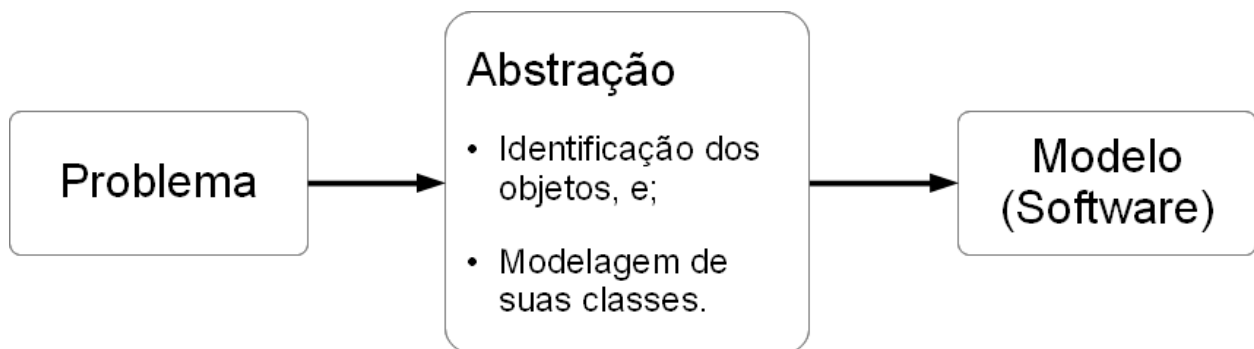 Problema
Abstração
• Identificação dos
objetos, e;
• Modelagem de
suas classes.
Modelo
(Software)